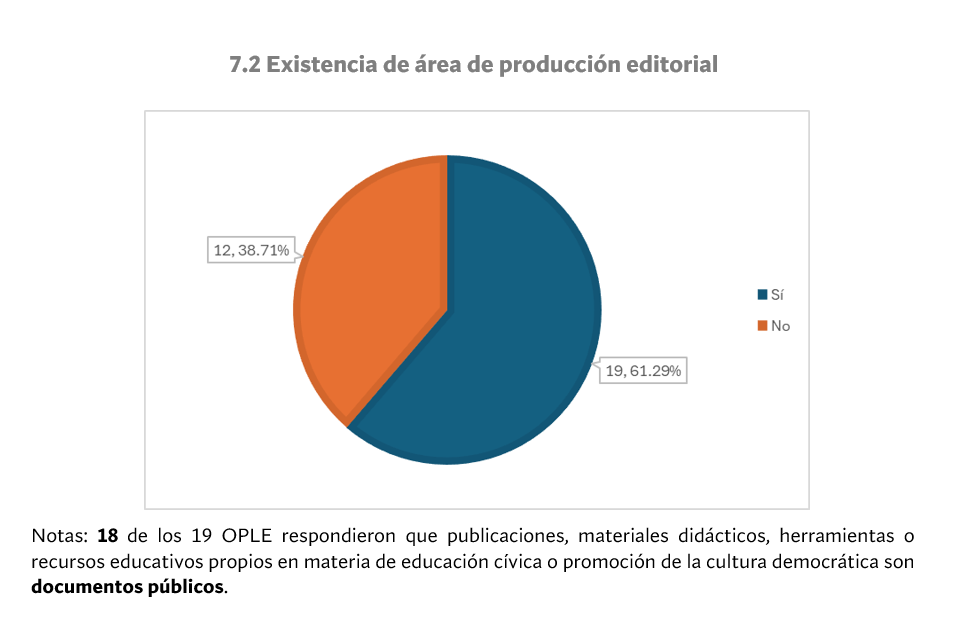 7.2 Existencia de área de producción editorial
12, 38.71%
Sí
No
19, 61.29%
Notas: 18 de los 19 OPLE respondieron que publicaciones, materiales didácticos, herramientas o
recursos educativos propios en materia de educación cívica o promoción de la cultura democrática son
documentos públicos.